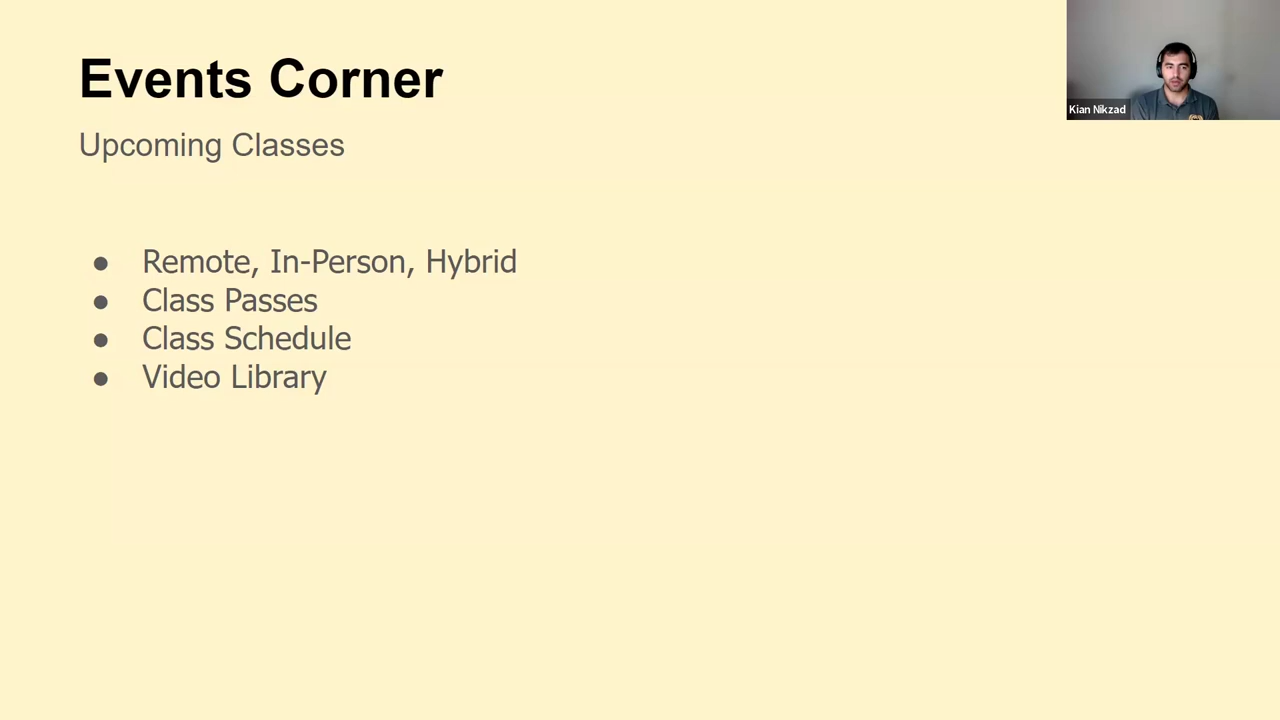 Events Corner
Upcoming Classes
● Remote, In-Person, Hybrid
● Class Passes
● Class Schedule
● Video Library
Kian Nikzad